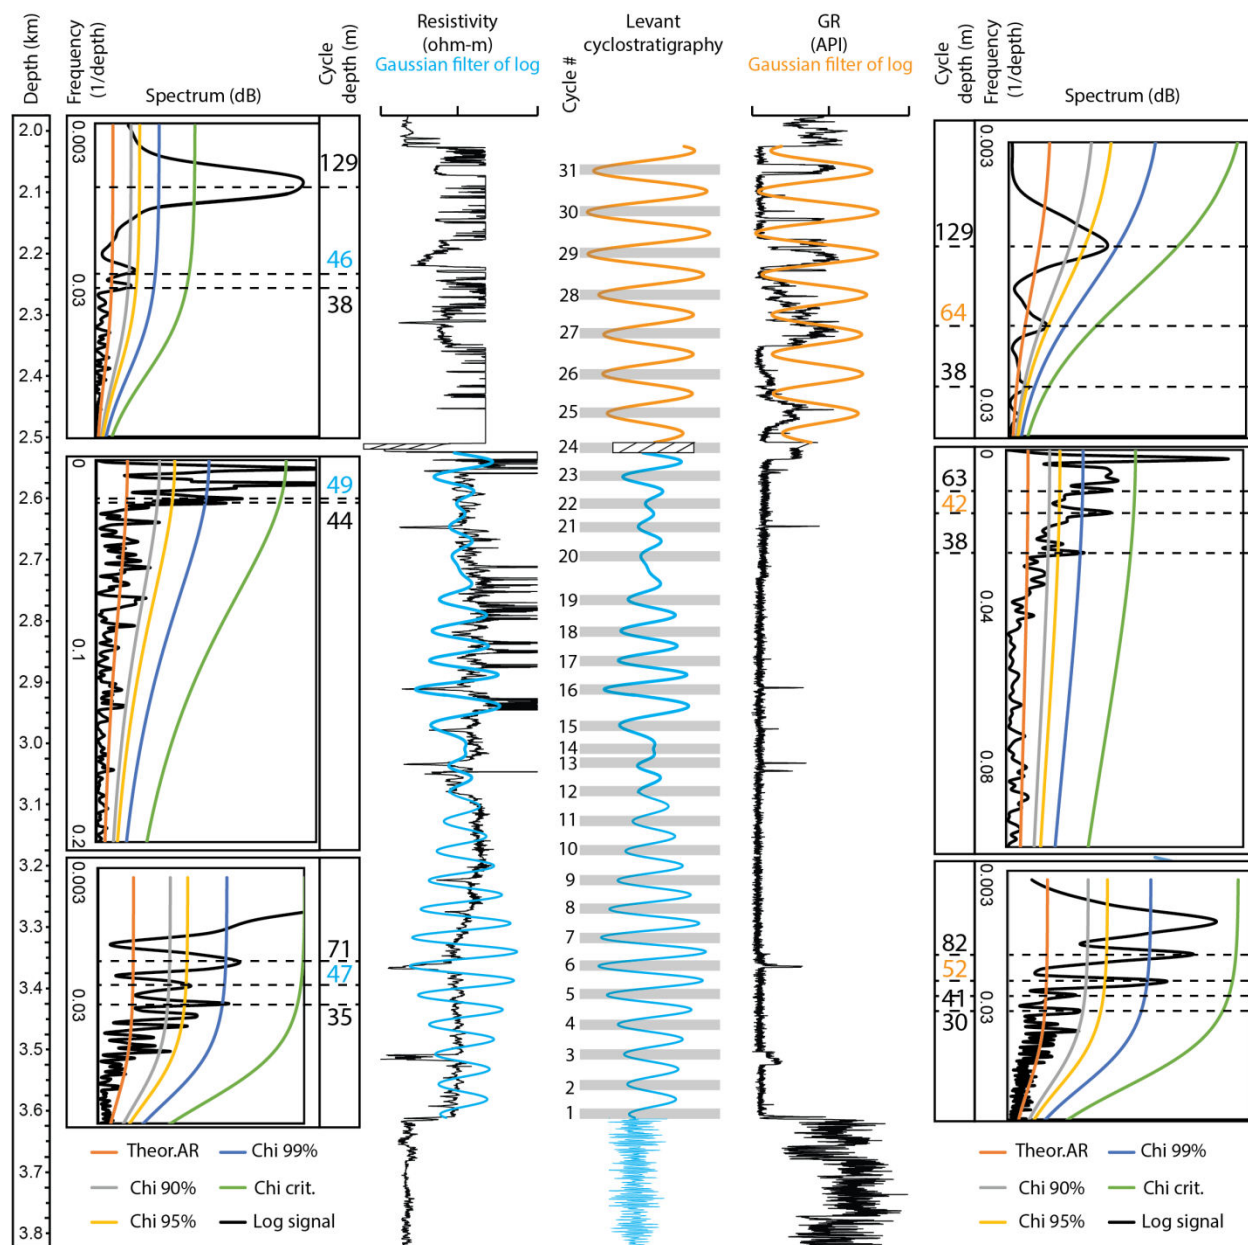 Depth (km)
Frequency
(1/depth)
Spectrum (dB)
Cycle
depth (m)
Resistivity
(ohm-m)
Gaussian filter of log
Cycle #
Levant
cyclostratigraphy
GR
(API)
Gaussian filter of log
Cycle
depth (m)
Frequency
(1/depth)
Spectrum (dB)
2.0
2.1
2.2
2.3
2.4
2.5
2.6
2.7
2.8
2.9
3.0
3.1
3.2
3.3
3.4
3.5
3.6
3.7
3.8
0.003
0.03
129
46
38
0
0.1
0.2
49
44
0.003
0.03
71
47
35
31
30
29
28
27
26
25
24
23
22
21
20
19
18
17
16
15
14
13
12
11
10
9
8
7
6
5
4
3
2
1
129
64
38
0.003
0.03
63
42
38
0
0.04
0.08
82
52
41
30
0.003
0.03
Theor.AR
Chi 99%
Chi 90%
Chi crit.
Chi 95%
Log signal
Theor.AR
Chi 99%
Chi 90%
Chi crit.
Chi 95%
Log signal